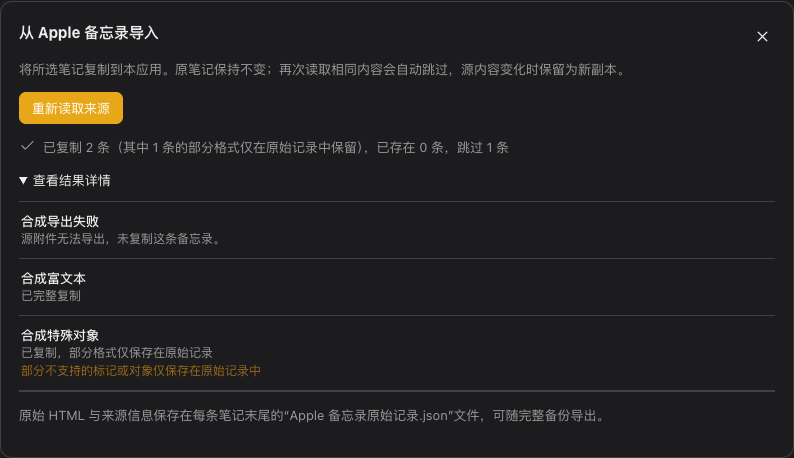 从 Apple 备忘录导入
将所选笔记复制到本应用。原笔记保持不变；再次读取相同内容会自动跳过，源内容变化时保留为新副本。
重新读取来源
已复制 2 条（其中 1 条的部分格式仅在原始记录中保留），已存在 0 条，跳过 1 条
▼ 查看结果详情
合成导出失败
源附件无法导出，未复制这条备忘录。
合成富文本
已完整复制
合成特殊对象
已复制，部分格式仅保存在原始记录
部分不支持的标记或对象仅保存在原始记录中
原始 HTML 与来源信息保存在每条笔记末尾的“Apple 备忘录原始记录.json”文件，可随完整备份导出。